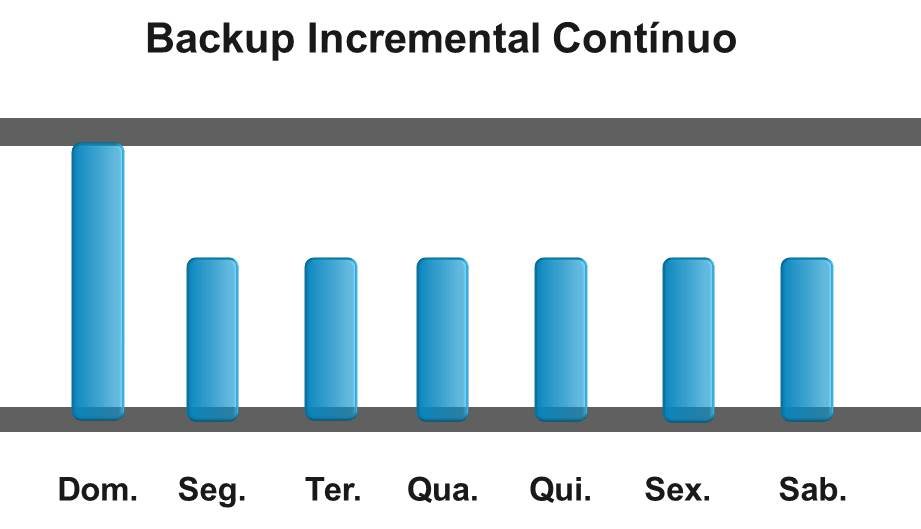 Backup Incremental Contínuo
Dom. Seg. Ter. Qua. Qui. Sex. Sab.